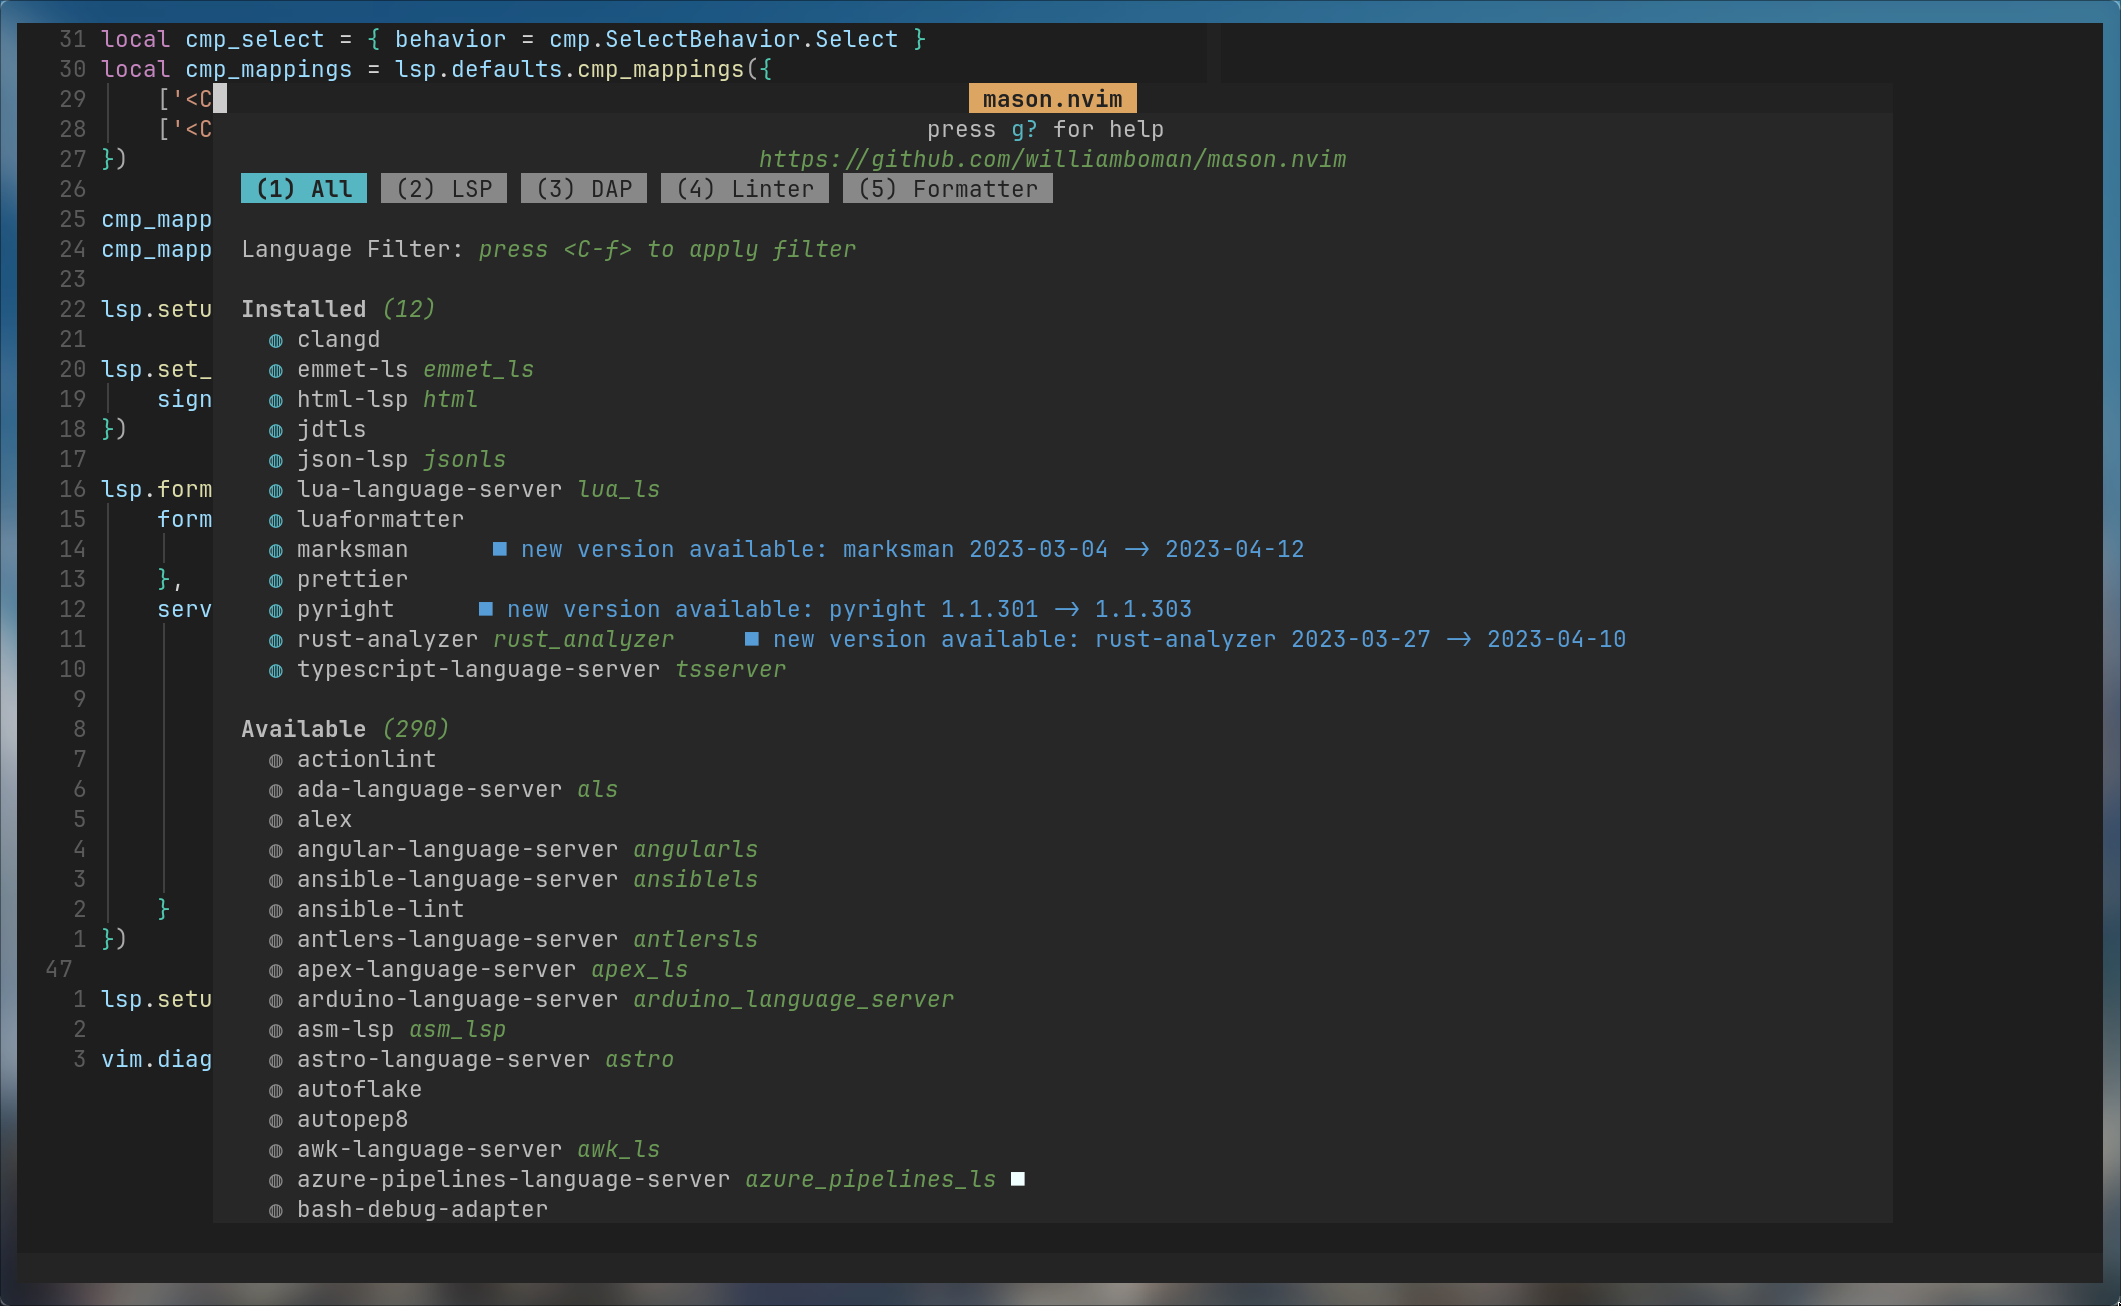 31 local cmp_select = { behavior = cmp.SelectBehavior.Select }
30 local cmp_mappings = lsp.defaults.cmp_mappings({
29 ['<C mason.nvim
28 ['<C press g? for help
27 }) https://github.com/williamboman/mason.nvim
26 (1) All (2) LSP (3) DAP (4) Linter (5) Formatter
25 cmp_mapp
24 cmp_mapp Language Filter: press <C-f> to apply filter
23
22 lsp.setu Installed (12)
21 ◍ clangd
20 lsp.set_ ◍ emmet-ls emmet_ls
19 sign ◍ html-lsp html
18 }) ◍ jdtls
17 ◍ json-lsp jsonls
16 lsp.form ◍ lua-language-server lua_ls
15 form ◍ luaformatter
14 ◍ marksman ■ new version available: marksman 2023-03-04 -> 2023-04-12
13 }, ◍ prettier
12 serv ◍ pyright ■ new version available: pyright 1.1.301 -> 1.1.303
11 ◍ rust-analyzer rust_analyzer ■ new version available: rust-analyzer 2023-03-27 -> 2023-04-10
10 ◍ typescript-language-server tsserver
9
8 Available (290)
7 ◍ actionlint
6 ◍ ada-language-server als
5 ◍ alex
4 ◍ angular-language-server angularls
3 ◍ ansible-language-server ansiblels
2 } ◍ ansible-lint
1 }) ◍ antlers-language-server antlersls
47 ◍ apex-language-server apex_ls
1 lsp.setu ◍ arduino-language-server arduino_language_server
2 ◍ asm-lsp asm_lsp
3 vim.diag ◍ astro-language-server astro
◍ autoflake
◍ autopep8
◍ awk-language-server awk_ls
◍ azure-pipelines-language-server azure_pipelines_ls ■
◍ bash-debug-adapter